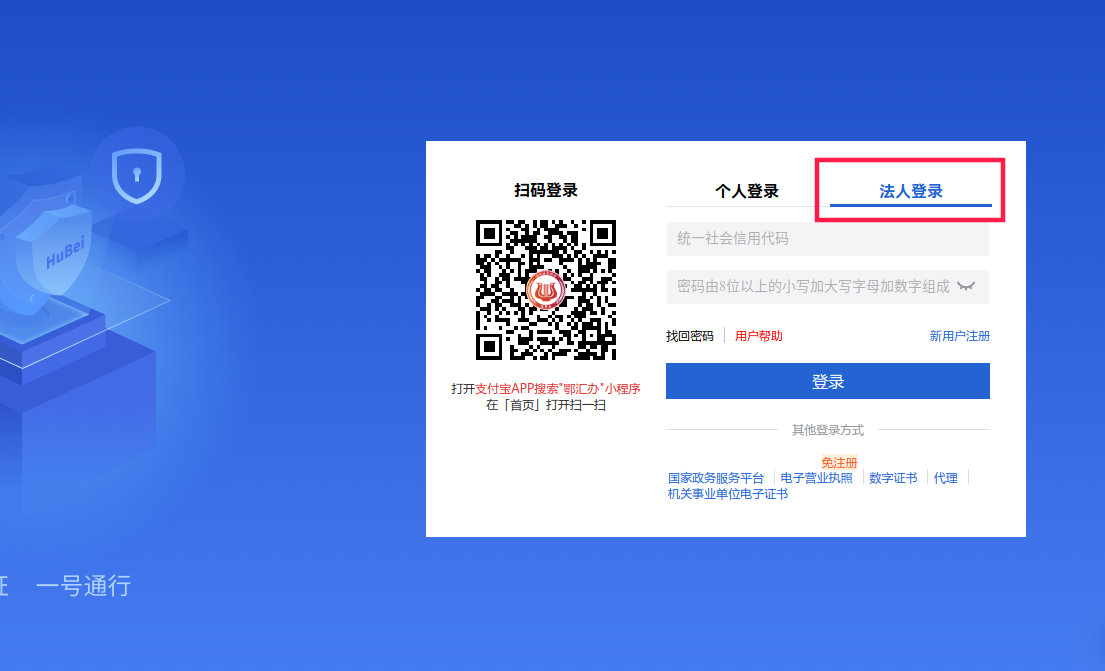 HuBei
证 一号通行
扫码登录
打开支付宝APP搜索"鄂汇办"小程序
在「首页」打开扫一扫
个人登录 法人登录
统一社会信用代码
密码由8位以上的小写加大写字母加数字组成
找回密码 用户帮助 新用户注册
登录
其他登录方式
免注册
国家政务服务平台 电子营业执照 数字证书 代理
机关事业单位电子证书